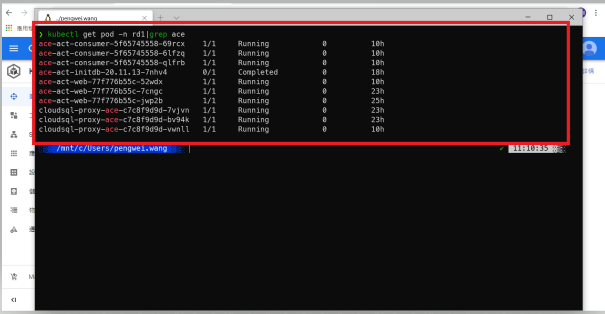 ../pengwei.wang
❯ kubectl get pod -n rd1|grep ace
ace-act-consumer-5f65745558-69rcx 1/1 Running 0 10h
ace-act-consumer-5f65745558-6lfzq 1/1 Running 0 10h
ace-act-consumer-5f65745558-qlfrb 1/1 Running 0 10h
ace-act-initdb-20.11.13-7nhv4 0/1 Completed 0 18h
ace-act-web-77f776b55c-52wdx 1/1 Running 0 10h
ace-act-web-77f776b55c-7cngc 1/1 Running 0 23h
ace-act-web-77f776b55c-jwp2b 1/1 Running 0 25h
cloudsql-proxy-ace-c7c8f9d9d-7vjvn 1/1 Running 0 23h
cloudsql-proxy-ace-c7c8f9d9d-bv94k 1/1 Running 0 23h
cloudsql-proxy-ace-c7c8f9d9d-vwnll 1/1 Running 0 10h
/mnt/c/Users/pengwei.wang ✓ 11:10:35